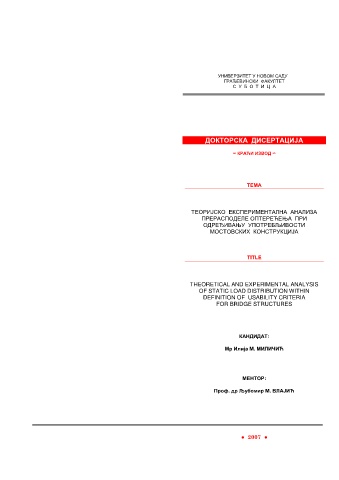 УНИВЕРЗИТЕТ У НОВОМ САДУ
ГРАЂЕВИНСКИ ФАКУЛТЕТ
С У Б О Т И Ц А
ДОКТОРСКА ДИСЕРТАЦИЈА
– КРАЋИ ИЗВОД –
ТЕМА
ТЕОРИЈСКО ЕКСПЕРИМЕНТАЛНА АНАЛИЗА
ПРЕРАСПОДЕЛЕ ОПТЕРЕЋЕЊА ПРИ
ОДРЕЂИВАЊУ УПОТРЕБЉИВОСТИ
МОСТОВСКИХ КОНСТРУКЦИЈА
TITLE
THEORETICAL AND EXPERIMENTAL ANALYSIS
OF STATIC LOAD DISTRIBUTION WITHIN
DEFINITION OF USABILITY CRITERIA
FOR BRIDGE STRUCTURES
КАНДИДАТ:
Мр Илија М. МИЛИЧИЋ
МЕНТОР:
Проф. др Љубомир М. ВЛАЈИЋ
● 2007 ●